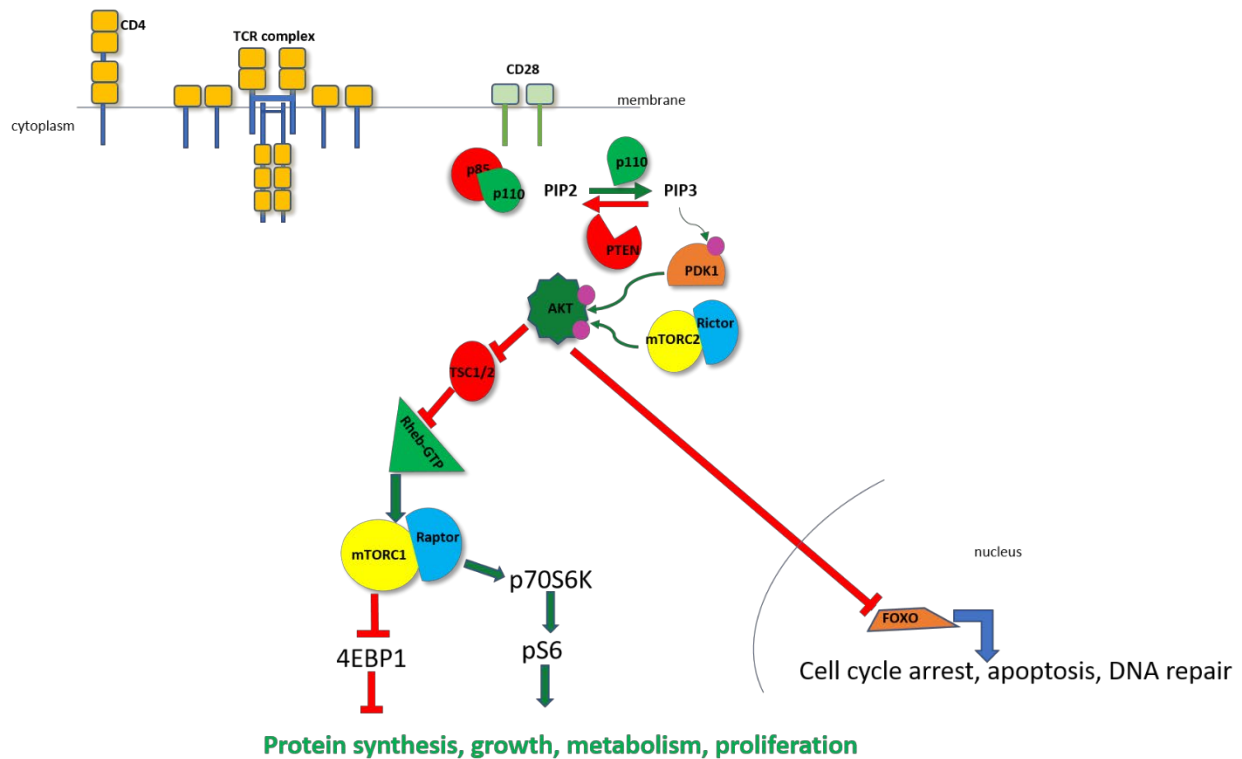 CD4
TCR complex
CD28
membrane
cytoplasm
p85
p110
PIP2
p110
PIP3
PTEN
PDK1
AKT
mTORC2
Rictor
TSC1/2
Rheb-GTP
mTORC1
Raptor
p70S6K
4EBP1
pS6
nucleus
FOXO
Cell cycle arrest, apoptosis, DNA repair
Protein synthesis, growth, metabolism, proliferation